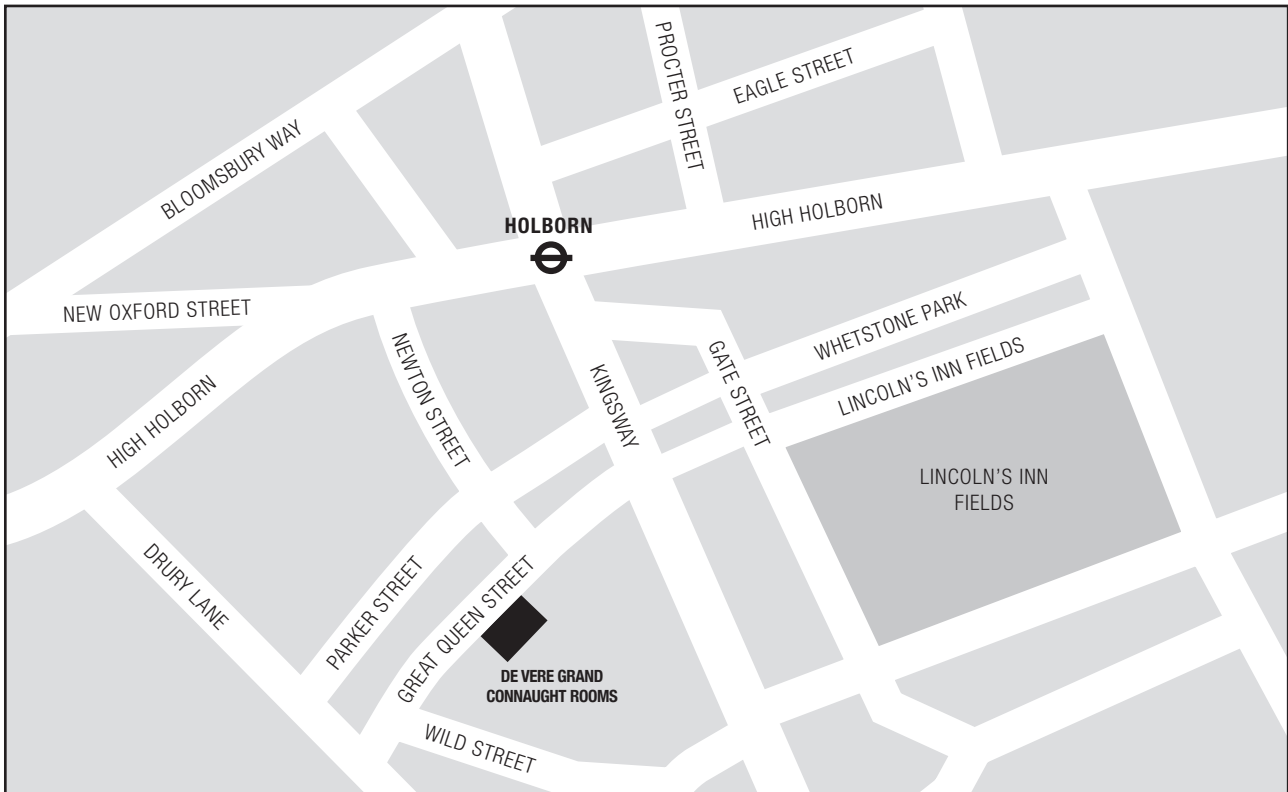 PROCTER STREET
EAGLE STREET
BLOOMSBURY WAY
HIGH HOLBORN
HOLBORN
NEW OXFORD STREET
WHETSTONE PARK
LINCOLN'S INN FIELDS
GATE STREET
NEWTON STREET
KINGSWAY
HIGH HOLBORN
LINCOLN'S INN
FIELDS
DRURY LANE
PARKER STREET
GREAT QUEEN STREET
DE VERE GRAND
CONNAUGHT ROOMS
WILD STREET